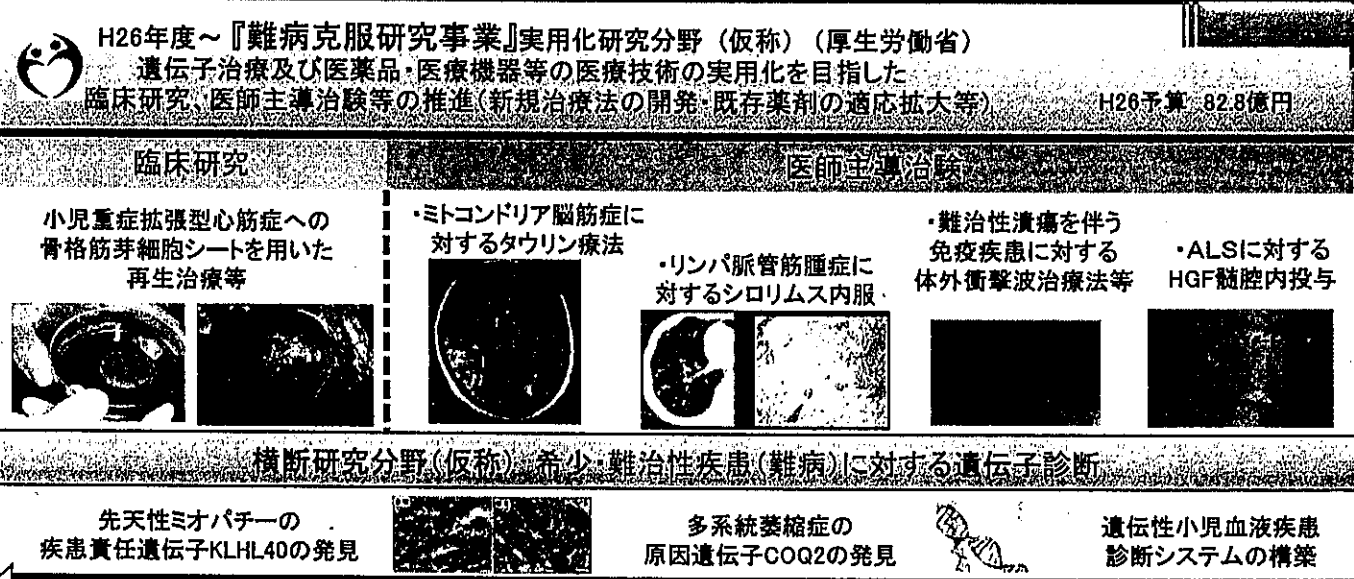 H26年度～『難病克服研究事業』実用化研究分野（仮称）（厚生労働省）
遺伝子治療及び医薬品・医療機器等の医療技術の実用化を目指した
臨床研究、医師主導治験等の推進（新規治療法の開発・既存薬剤の適応拡大等）
H26予算 82.8億円
臨床研究
医師主導治験
小児重症拡張型心筋症への
骨格筋芽細胞シートを用いた
再生治療等
・ミトコンドリア脳筋症に
対するタウリン療法
・リンパ脈管筋腫症に
対するシロリムス内服
・難治性潰瘍を伴う
免疫疾患に対する
体外衝撃波治療法等
・ALSに対する
HGF髄腔内投与
横断研究分野（仮称） 希少・難治性疾患（難病）に対する遺伝子診断
先天性ミオパチーの
疾患責任遺伝子KLHL40の発見
多系統萎縮症の
原因遺伝子COQ2の発見
遺伝性小児血液疾患
診断システムの構築